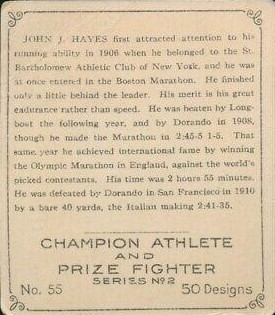 JOHN J. HAYES first attracted attention to his
running ability in 1906 when he belonged to the St.
Bartholomew Athletic Club of New York, and he was
at once entered in the Boston Marathon. He finished
only a little behind the leader. His merit is his great
endurance rather than speed. He was beaten by Long-
boat the following year, and by Dorando in 1908,
though he made the Marathon in 2:45-5 1-5. That
same year he achieved international fame by winning
the Olympic Marathon in England, against the world's
picked contestants. His time was 2 hours 55 minutes.
He was defeated by Dorando in San Francisco in 1910
by a bare 40 yards, the Italian making 2:41-35.
CHAMPION ATHLETE
AND
PRIZE FIGHTER
SERIES No 2
No. 55 50 Designs